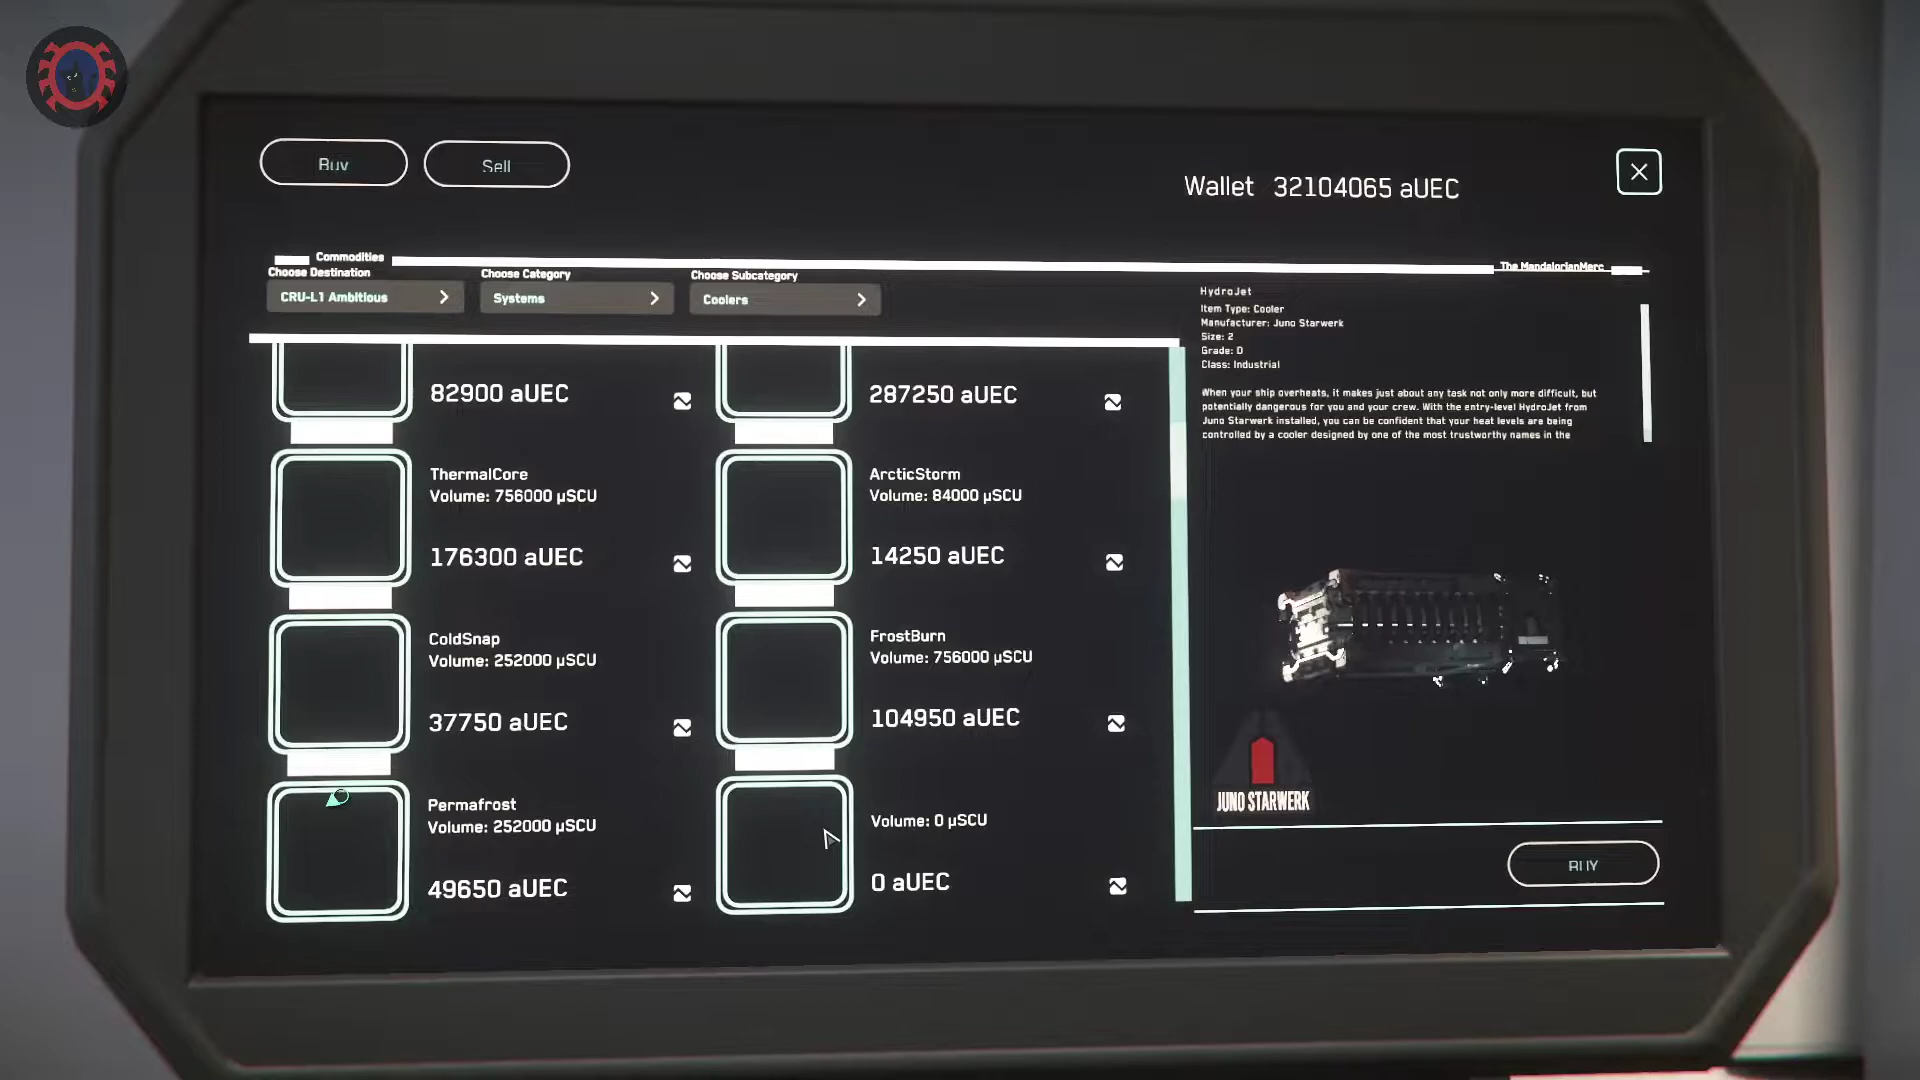 Buy
Sell
Wallet 32104065 aUEC
Commodities
The MandalorianMerc
Choose Destination
Choose Category
Choose Subcategory
CRU-L1 Ambitious
Systems
Coolers
82900 aUEC
287250 aUEC
ThermalCore
Volume: 756000 µSCU
176300 aUEC
ArcticStorm
Volume: 84000 µSCU
14250 aUEC
ColdSnap
Volume: 252000 µSCU
37750 aUEC
FrostBurn
Volume: 756000 µSCU
104950 aUEC
Permafrost
Volume: 252000 µSCU
49650 aUEC
Volume: 0 µSCU
0 aUEC
HydroJet
Item Type: Cooler
Manufacturer: Juno Starwerk
Size: 2
Grade: D
Class: Industrial
When your ship overheats, it makes just about any task not only more difficult, but
potentially dangerous for you and your crew. With the entry-level HydroJet from
Juno Starwerk installed, you can be confident that your heat levels are being
controlled by a cooler designed by one of the most trustworthy names in the
JUNO STARWERK
BUY